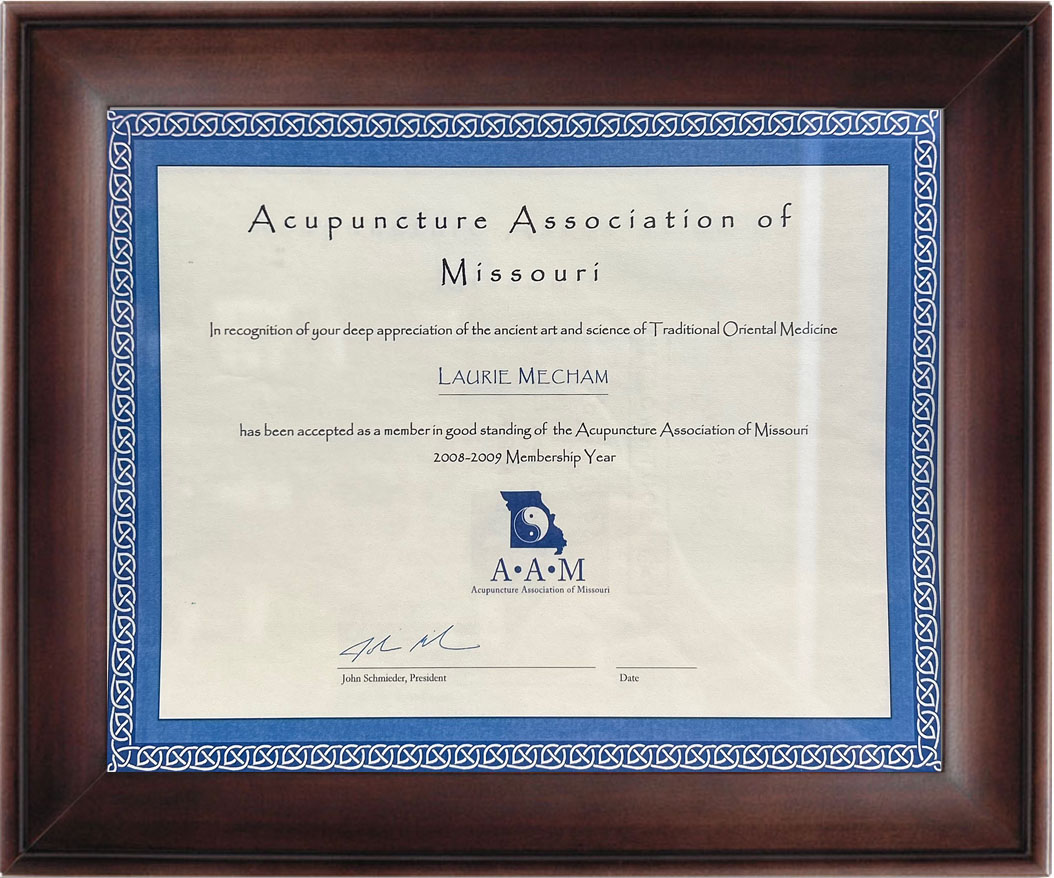 Acupuncture Association of
Missouri
In recognition of your deep appreciation of the ancient art and science of Traditional Oriental Medicine
LAURIE MECHAM
has been accepted as a member in good standing of the Acupuncture Association of Missouri
2008-2009 Membership Year
A•A•M
Acupuncture Association of Missouri
John Schmieder, President
Date